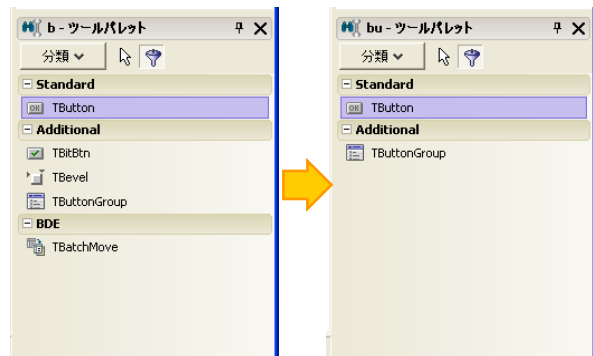 b - ツールパレット
分類
Standard
TButton
Additional
TBitBtn
TBevel
TButtonGroup
BDE
TBatchMove
bu - ツールパレット
分類
Standard
TButton
Additional
TButtonGroup